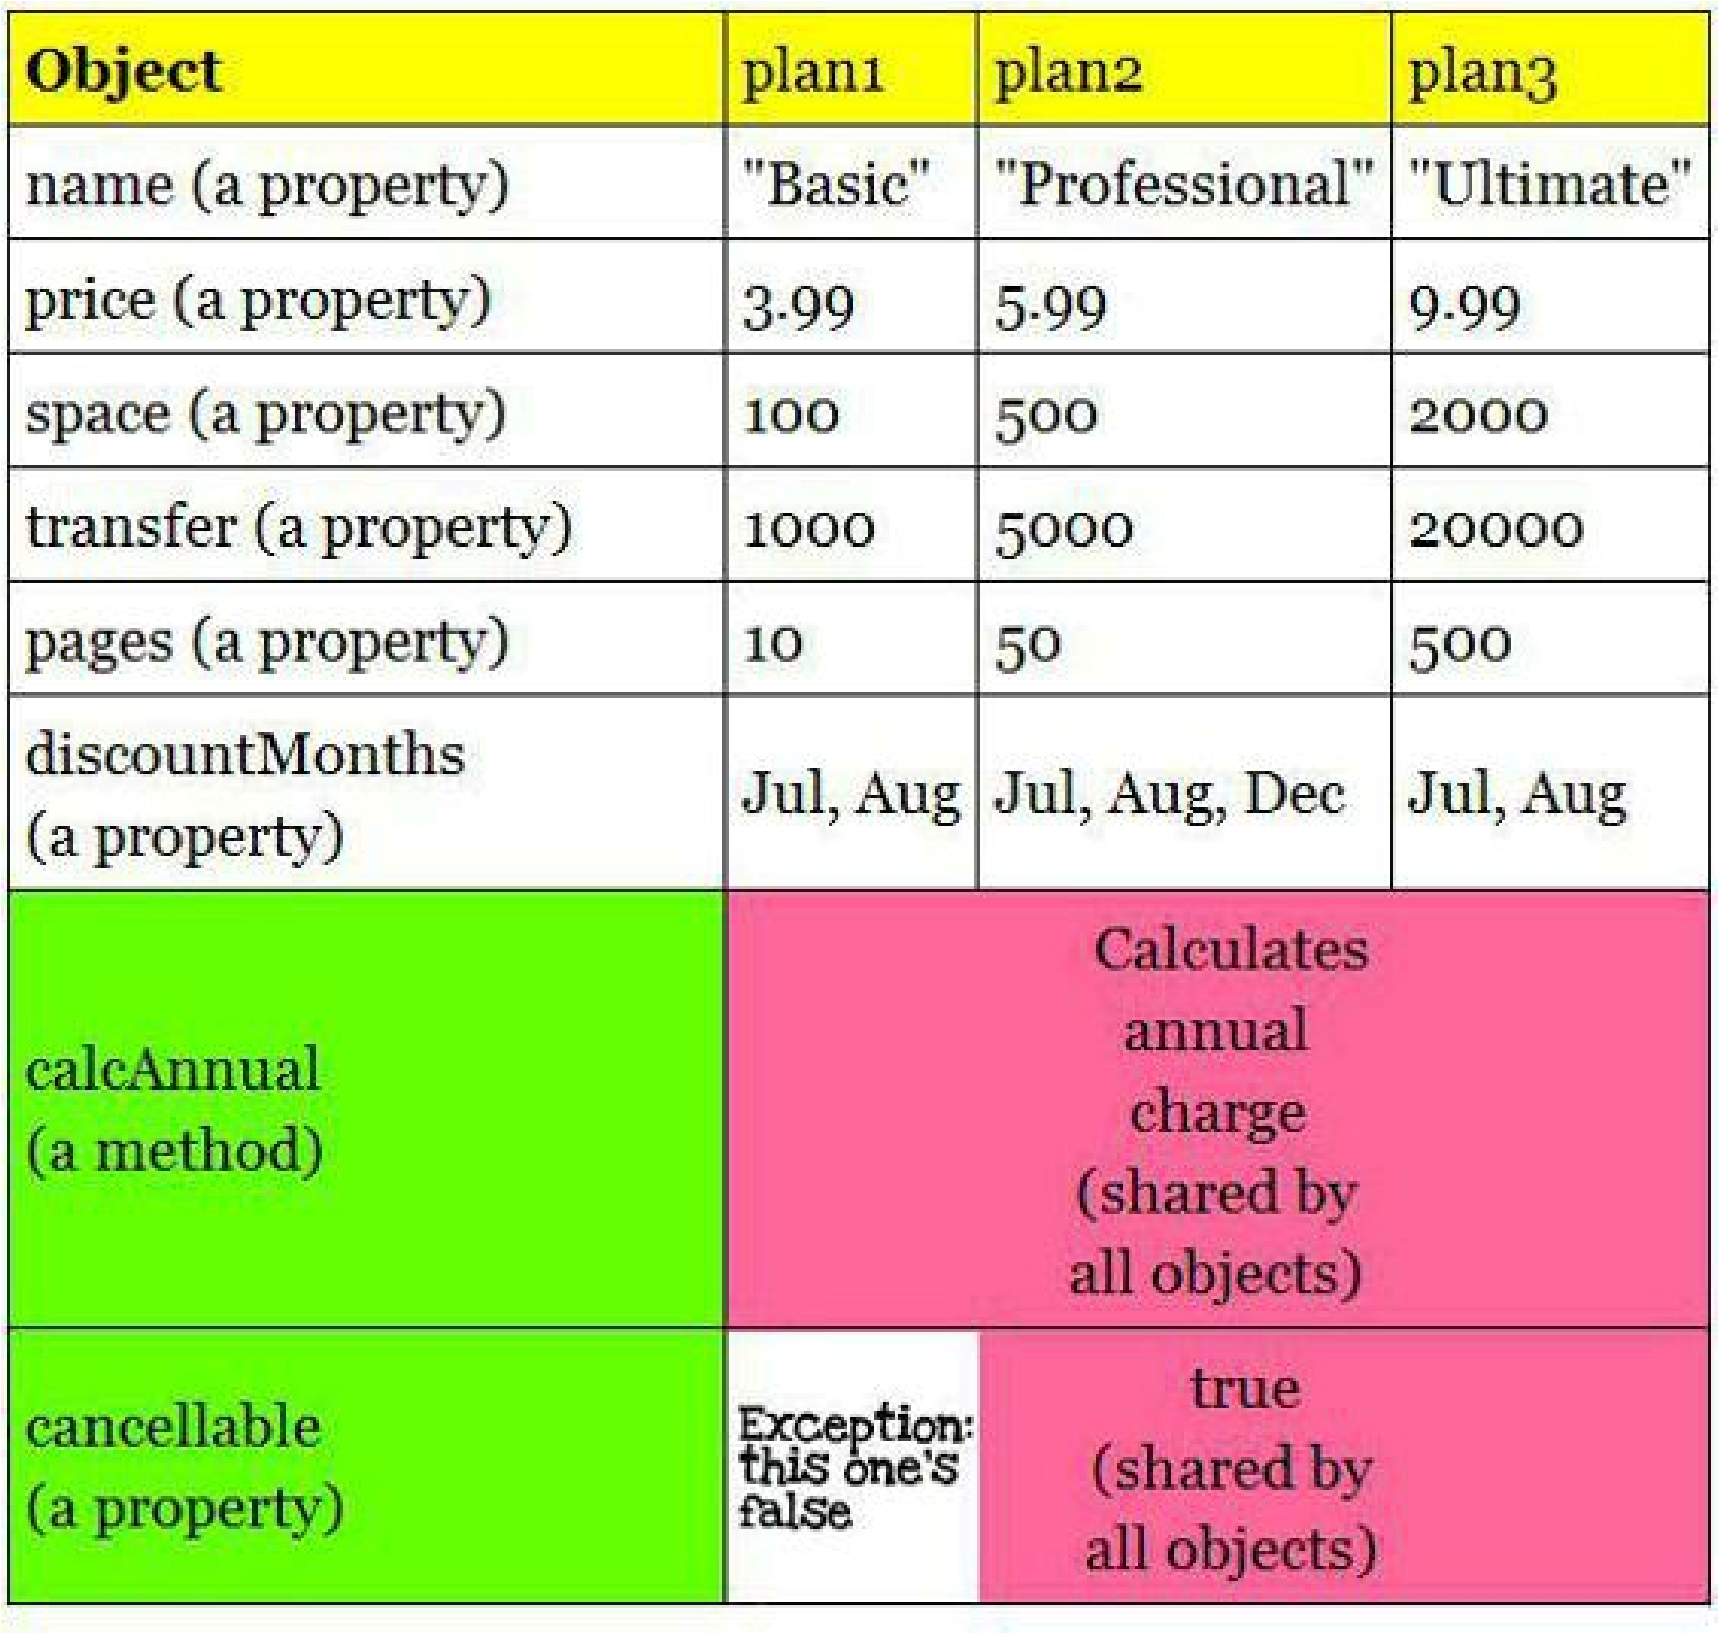 Object plan1 plan2 plan3
name (a property) "Basic" "Professional" "Ultimate"
price (a property) 3.99 5.99 9.99
space (a property) 100 500 2000
transfer (a property) 1000 5000 20000
pages (a property) 10 50 500
discountMonths
(a property)
Jul, Aug Jul, Aug, Dec Jul, Aug
calcAnnual
(a method)
Calculates
annual
charge
(shared by
all objects)
cancellable
(a property)
Exception:
this one's
false
true
(shared by
all objects)